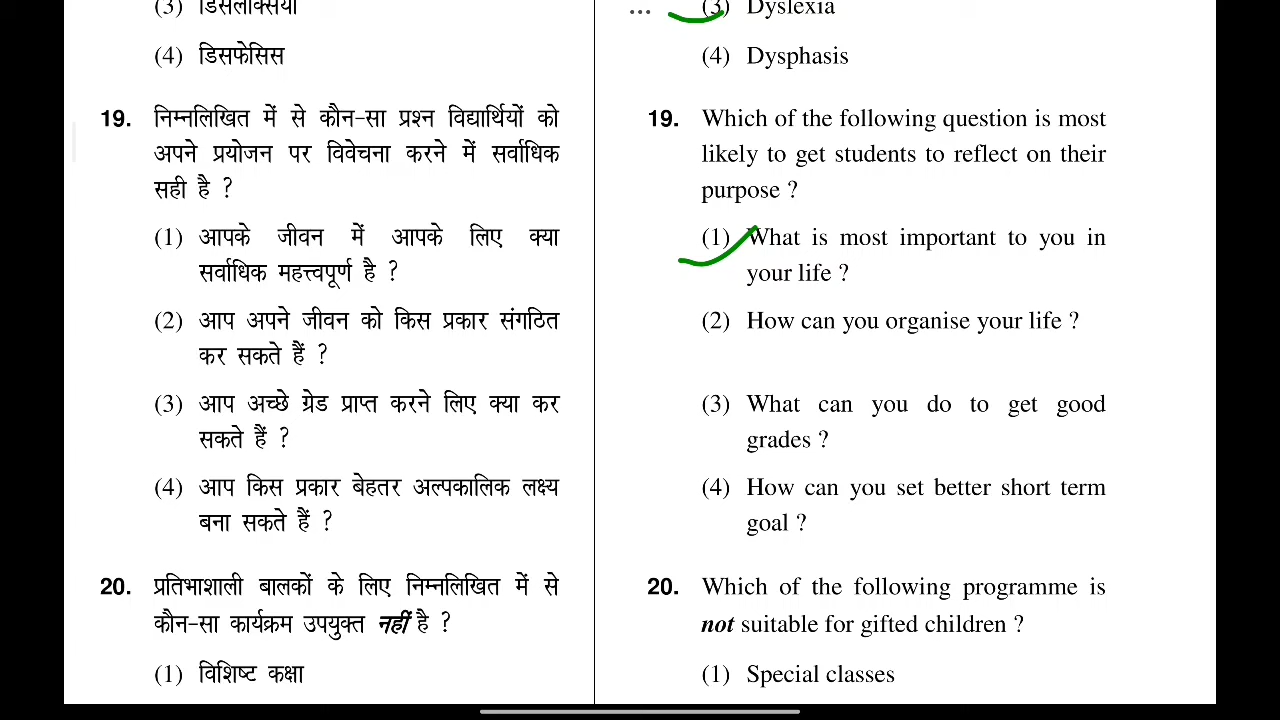 (3) डिसलेक्सिया
(4) डिसफेसिस
19. निम्नलिखित में से कौन-सा प्रश्न विद्यार्थियों को
अपने प्रयोजन पर विवेचना करने में सर्वाधिक
सही है ?
(1) आपके जीवन में आपके लिए क्या
सर्वाधिक महत्त्वपूर्ण है ?
(2) आप अपने जीवन को किस प्रकार संगठित
कर सकते हैं ?
(3) आप अच्छे ग्रेड प्राप्त करने लिए क्या कर
सकते हैं ?
(4) आप किस प्रकार बेहतर अल्पकालिक लक्ष्य
बना सकते हैं ?
20. प्रतिभाशाली बालकों के लिए निम्नलिखित में से
कौन-सा कार्यक्रम उपयुक्त नहीं है ?
(1) विशिष्ट कक्षा
... (3) Dyslexia
(4) Dysphasis
19. Which of the following question is most
likely to get students to reflect on their
purpose ?
(1) What is most important to you in
your life ?
(2) How can you organise your life ?
(3) What can you do to get good
grades ?
(4) How can you set better short term
goal ?
20. Which of the following programme is
not suitable for gifted children ?
(1) Special classes